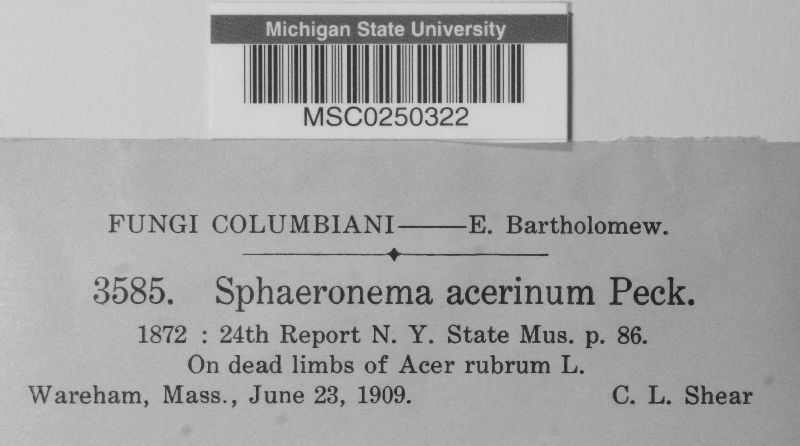 Michigan State University
MSC0250322
FUNGI COLUMBIANI——E. Bartholomew.
3585. Sphaeronema acerinum Peck.
1872 : 24th Report N. Y. State Mus. p. 86.
On dead limbs of Acer rubrum L.
Wareham, Mass., June 23, 1909. C. L. Shear